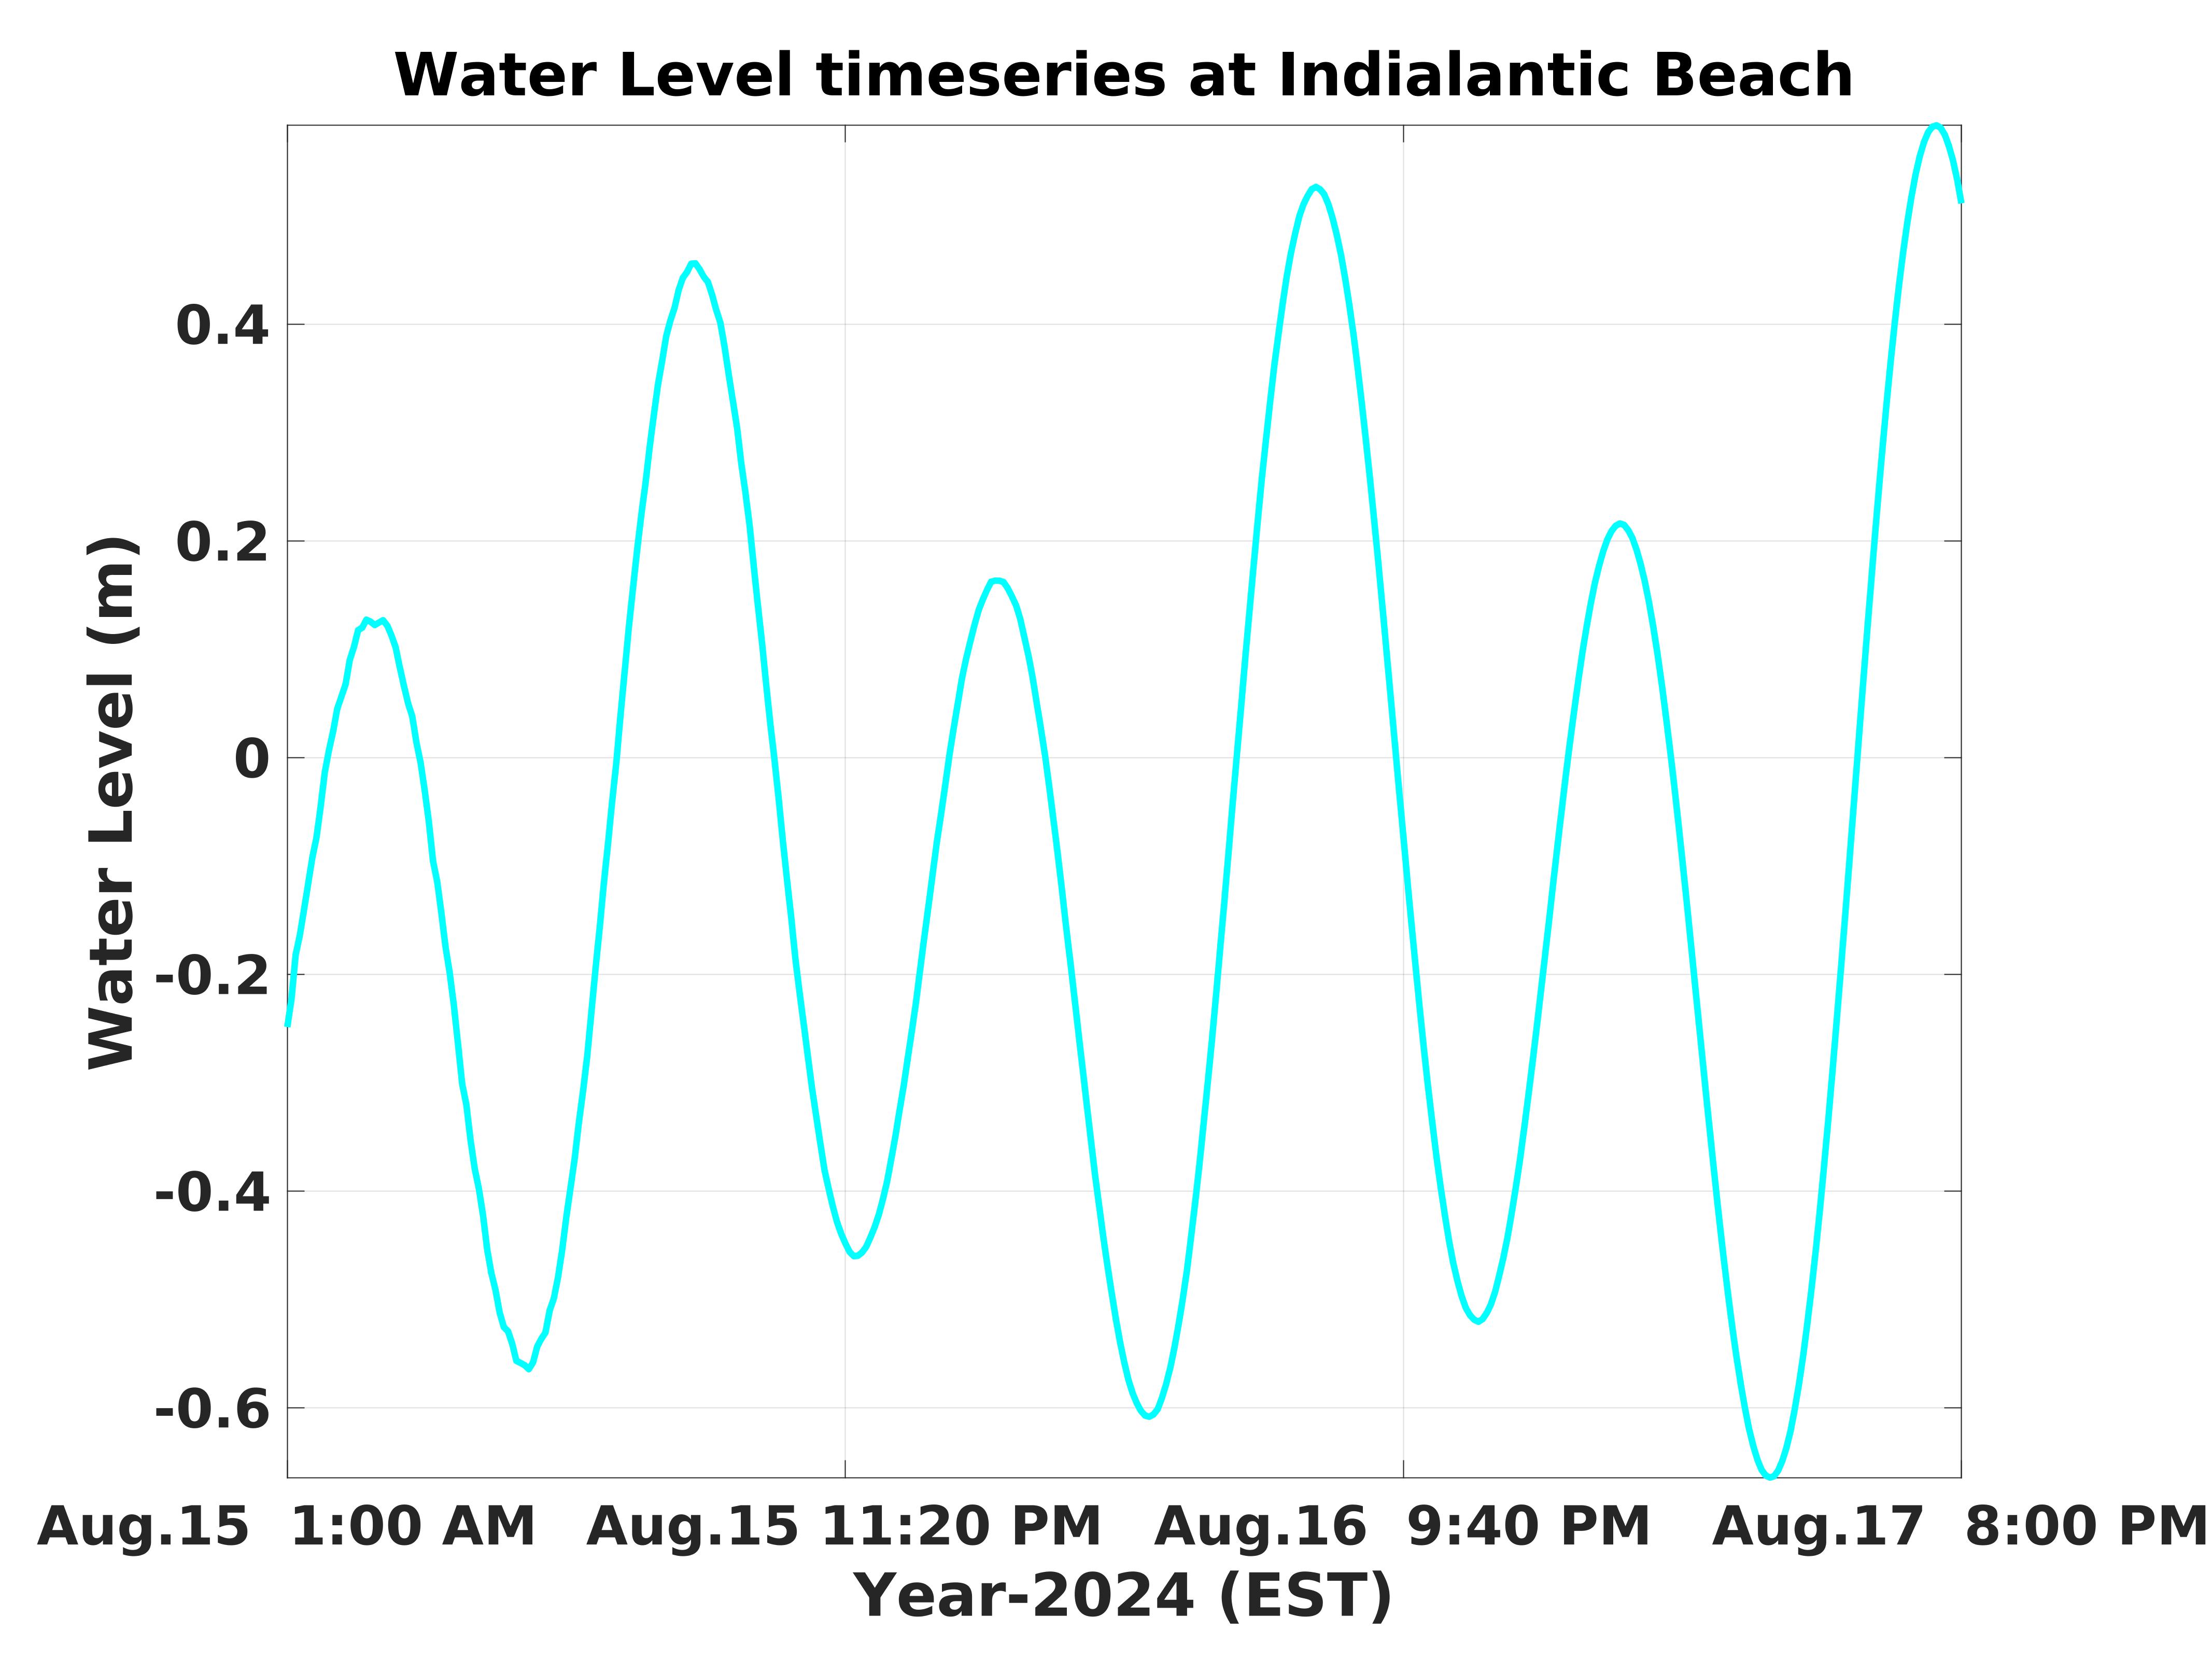 Water Level timeseries at Indialantic Beach
Water Level (m)
0.4
0.2
0
-0.2
-0.4
-0.6
Aug.15  1:00 AM  Aug.15 11:20 PM  Aug.16  9:40 PM  Aug.17  8:00 PM
Year-2024 (EST)